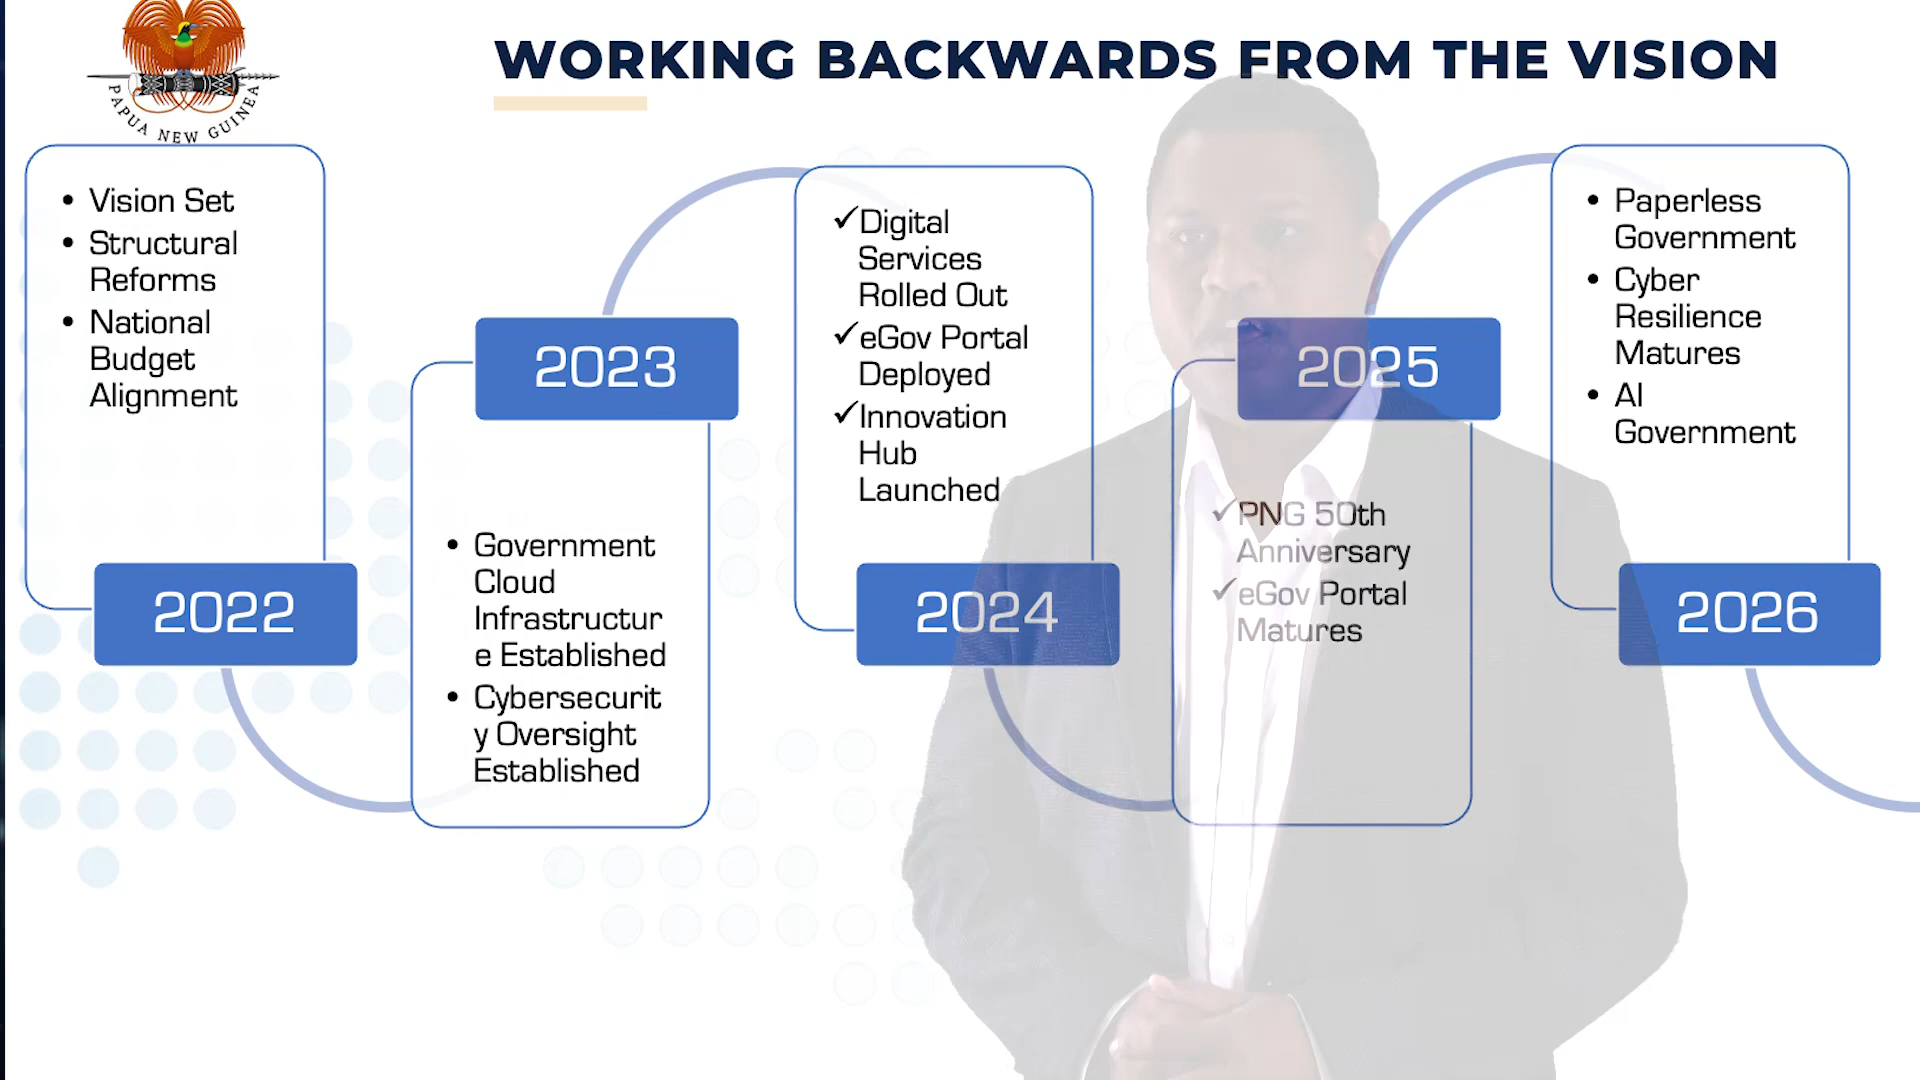 PAPUA NEW GUINEA
WORKING BACKWARDS FROM THE VISION
• Vision Set
• Structural
Reforms
• National
Budget
Alignment
2022
2023
• Government
Cloud
Infrastructur
e Established
• Cybersecurit
y Oversight
Established
✓Digital
Services
Rolled Out
✓eGov Portal
Deployed
✓Innovation
Hub
Launched
2024
2025
✓PNG 50th
Anniversary
✓eGov Portal
Matures
• Paperless
Government
• Cyber
Resilience
Matures
• AI
Government
2026